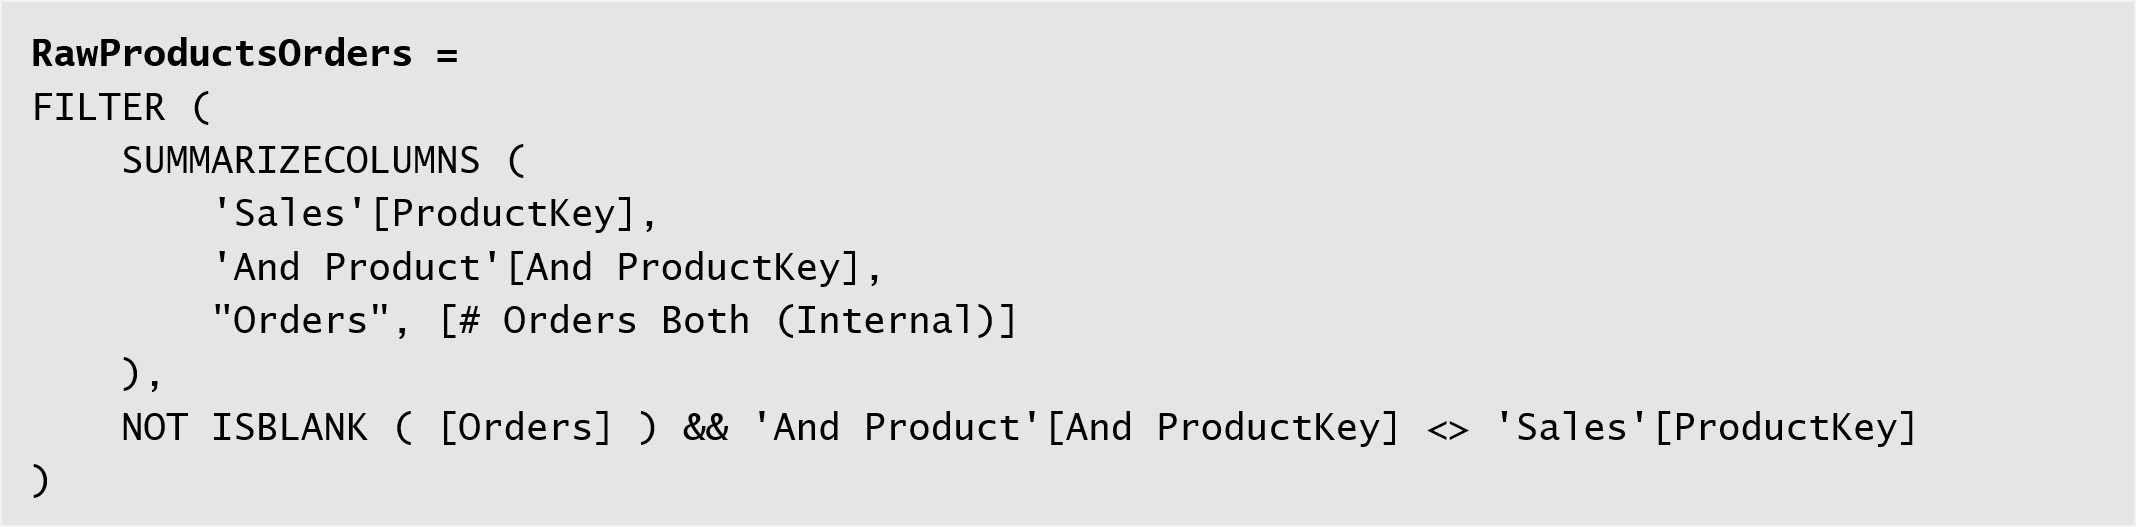 RawProductsOrders =
FILTER (
    SUMMARIZECOLUMNS (
        'Sales'[ProductKey],
        'And Product'[And ProductKey],
        "Orders", [# Orders Both (Internal)]
    ),
    NOT ISBLANK ( [Orders] ) && 'And Product'[And ProductKey] <> 'Sales'[ProductKey]
)